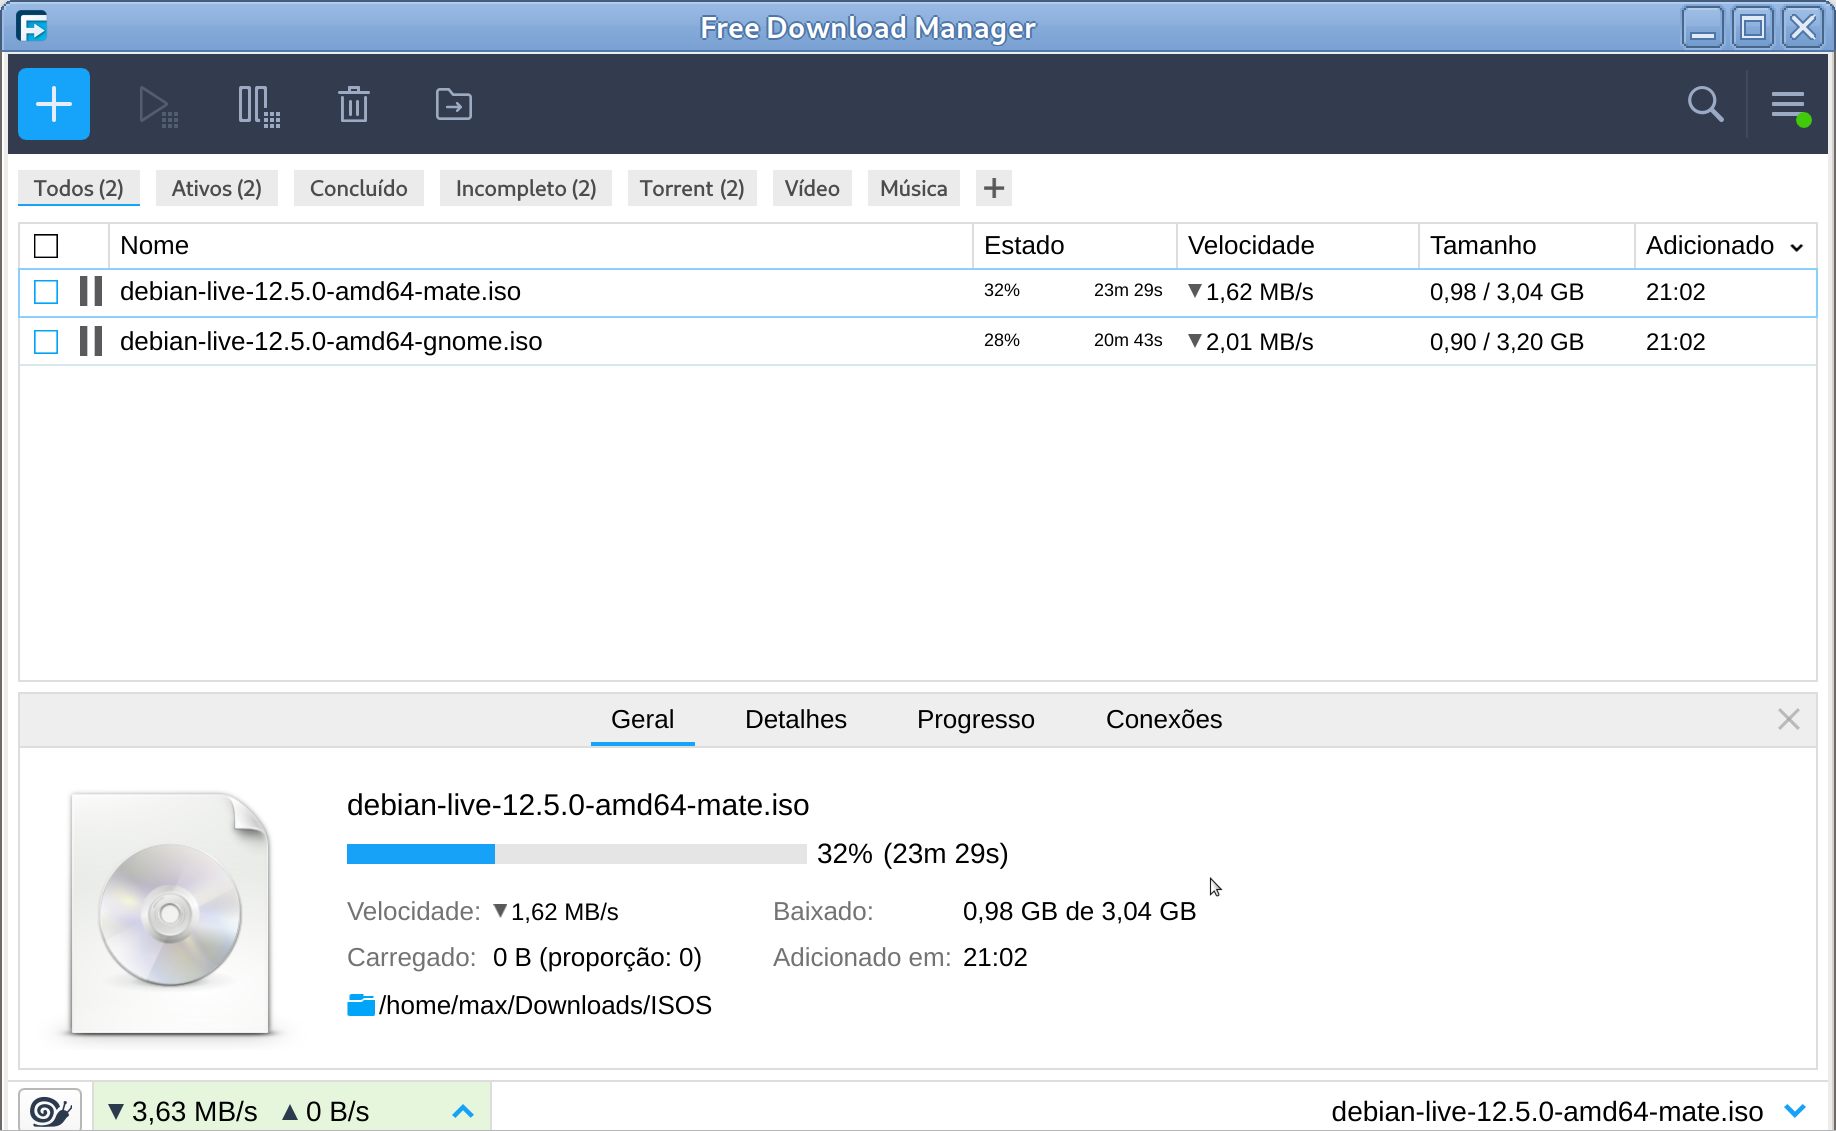 Free Download Manager
Todos (2) Ativos (2) Concluído Incompleto (2) Torrent (2) Vídeo Música
Nome Estado Velocidade Tamanho Adicionado
debian-live-12.5.0-amd64-mate.iso 32% 23m 29s ▼1,62 MB/s 0,98 / 3,04 GB 21:02
debian-live-12.5.0-amd64-gnome.iso 28% 20m 43s ▼2,01 MB/s 0,90 / 3,20 GB 21:02
Geral Detalhes Progresso Conexões
debian-live-12.5.0-amd64-mate.iso
32% (23m 29s)
Velocidade: ▼1,62 MB/s Baixado: 0,98 GB de 3,04 GB
Carregado: 0 B (proporção: 0) Adicionado em: 21:02
/home/max/Downloads/ISOS
▼3,63 MB/s ▲0 B/s debian-live-12.5.0-amd64-mate.iso